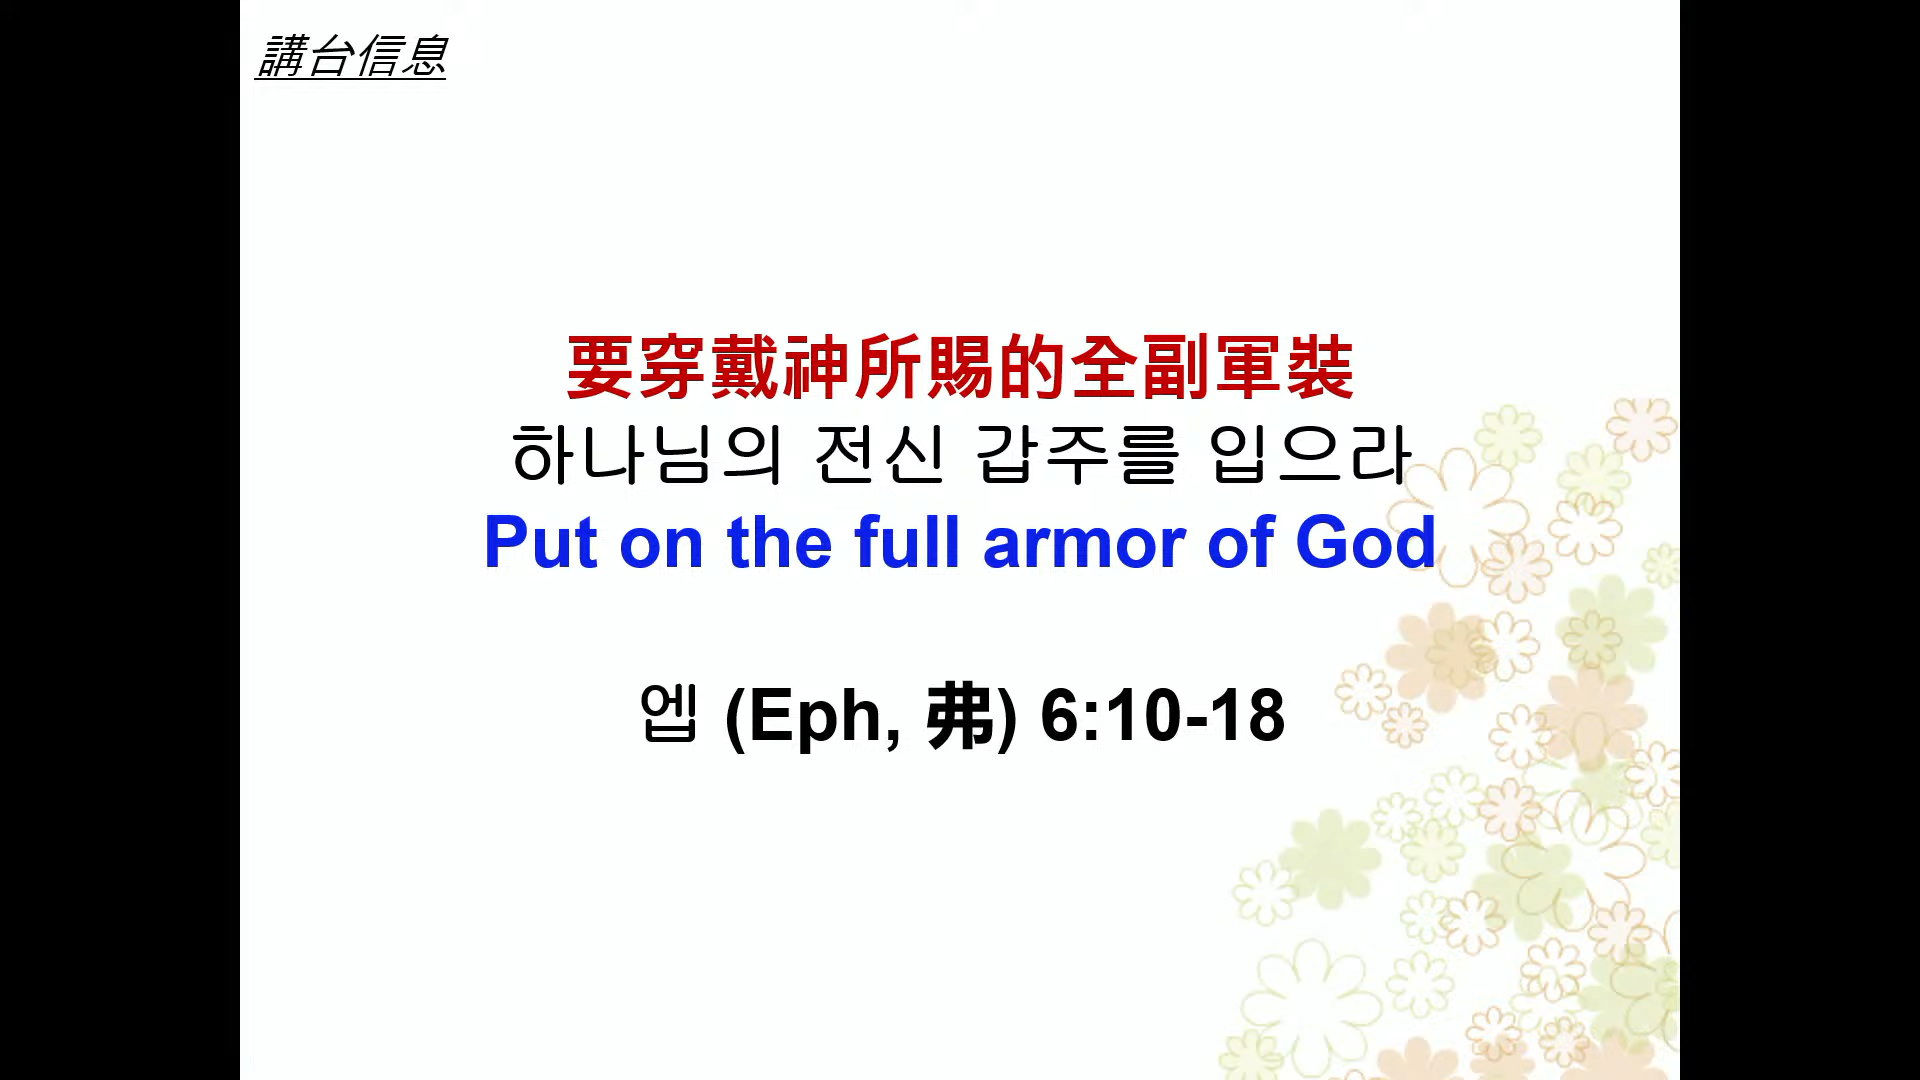 講台信息
要穿戴神所賜的全副軍裝
하나님의 전신 갑주를 입으라
Put on the full armor of God
엡 (Eph, 弗) 6:10-18